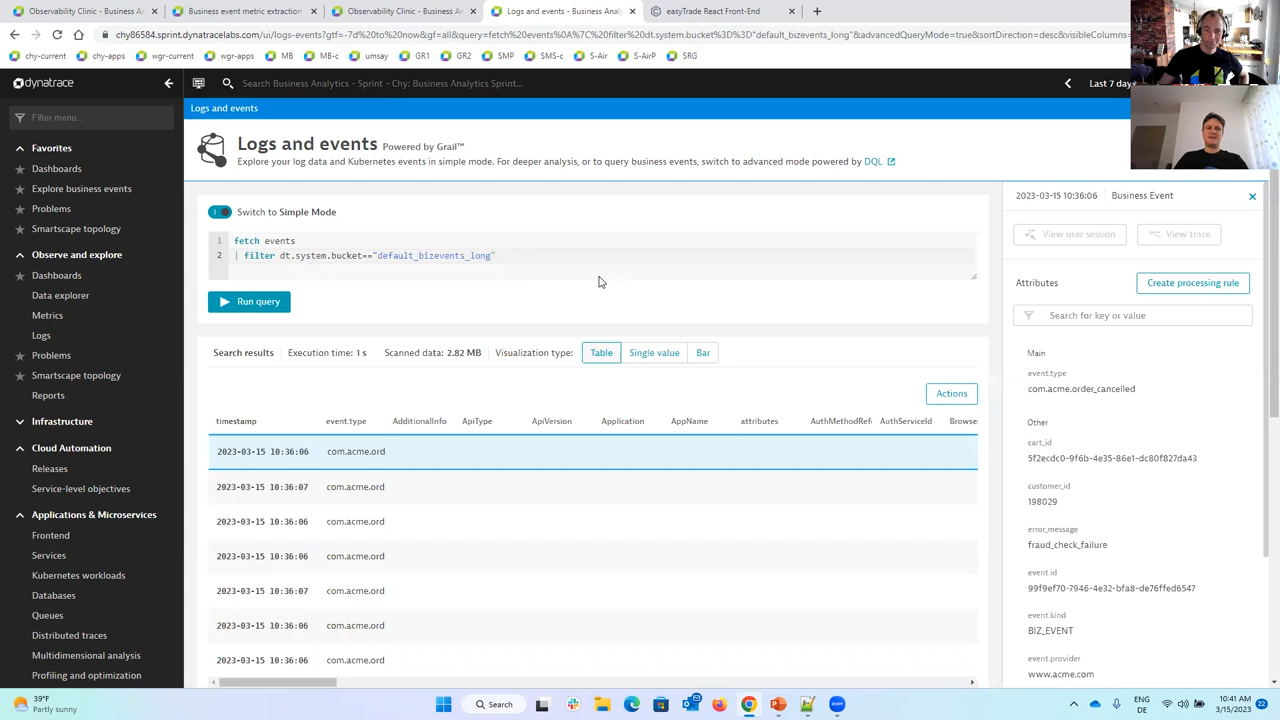 Business event processing
Metric extraction
Observability Clinic - Business A
Logs and events - Business Analy
easyTrade React Front-End
chy86584.sprint.dynatracelabs.com/ui/logs-events?gtf=-7d%20to%20now&gf=all&query=fetch%20events%0A%7C%20filter%20dt.system.bucket%3D%3D"default_bizevents_long"&advancedQueryMode=true&sortDirection=desc&visibleColumns=
chy-current
chy-apps
wgr-current
wgr-apps
MB
MB-c
umsay
GR1
GR2
SMP
SMS-c
S-Air
S-AirP
SRG
dynatrace
Search Business Analytics - Sprint - Chy: Business Analytics Sprint...
Last 7 days
Filter menu...
Logs and events
Favorites
Dashboards
Explore business events
Problems
Smartscape topology
Observe and explore
Dashboards
Data explorer
Metrics
Logs
Problems
Smartscape topology
Reports
Infrastructure
Cloud Automation
Releases
Service-level objectives
Applications & Microservices
Frontend
Services
Kubernetes workloads
Databases
Queues
Distributed traces
Multidimensional analysis
Profiling and optimization
Logs and events Powered by Grail™
Explore your log data and Kubernetes events in simple mode. For deeper analysis, or to query business events, switch to advanced mode powered by DQL
Switch to Simple Mode
1 fetch events
2 | filter dt.system.bucket=="default_bizevents_long"
Run query
Search results Execution time: 1 s Scanned data: 2.82 MB Visualization type: Table Single value Bar
Actions
timestamp event.type AdditionalInfo ApiType ApiVersion Application AppName attributes AuthMethodRef AuthServiceId Browse
2023-03-15 10:36:06 com.acme.ord
2023-03-15 10:36:07 com.acme.ord
2023-03-15 10:36:06 com.acme.ord
2023-03-15 10:36:06 com.acme.ord
2023-03-15 10:36:07 com.acme.ord
2023-03-15 10:36:06 com.acme.ord
2023-03-15 10:36:06 com.acme.ord
2023-03-15 10:36:06 Business Event
View user session View trace
Attributes Create processing rule
Search for key or value
Main
event.type
com.acme.order_cancelled
Other
cart_id
5f2ecdc0-9f6b-4e35-86e1-dc80f827da43
customer_id
198029
error_message
fraud_check_failure
event.id
99f9ef70-7946-4e32-bfa8-de76ffed6547
event.kind
BIZ_EVENT
event.provider
www.acme.com
39°F
Partly sunny
Search
ENG
DE
10:41 AM
3/15/2023
22